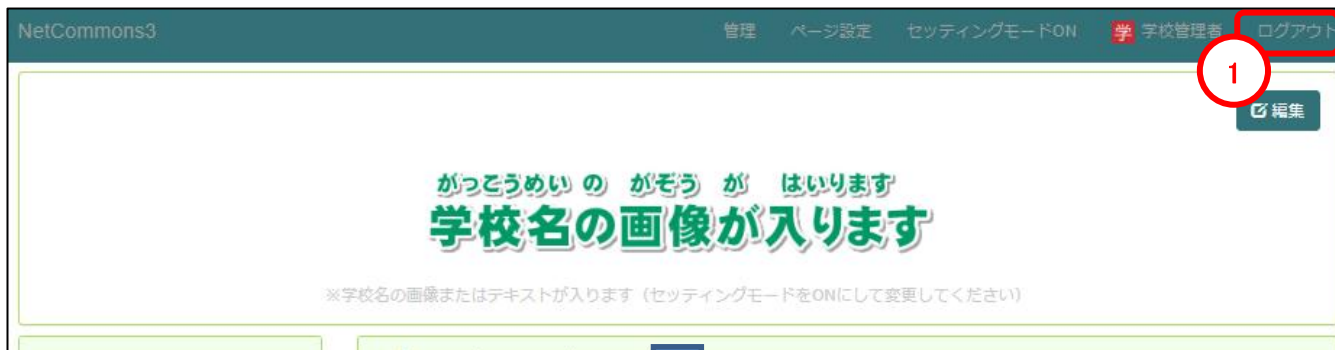 NetCommons3 管理 ページ設定 セッティングモードON 学 学校管理者 ログアウト
1
編集
がっこうめい の がぞう が はいります
学校名の画像が入ります
※学校名の画像またはテキストが入ります（セッティングモードをONにして変更してください）